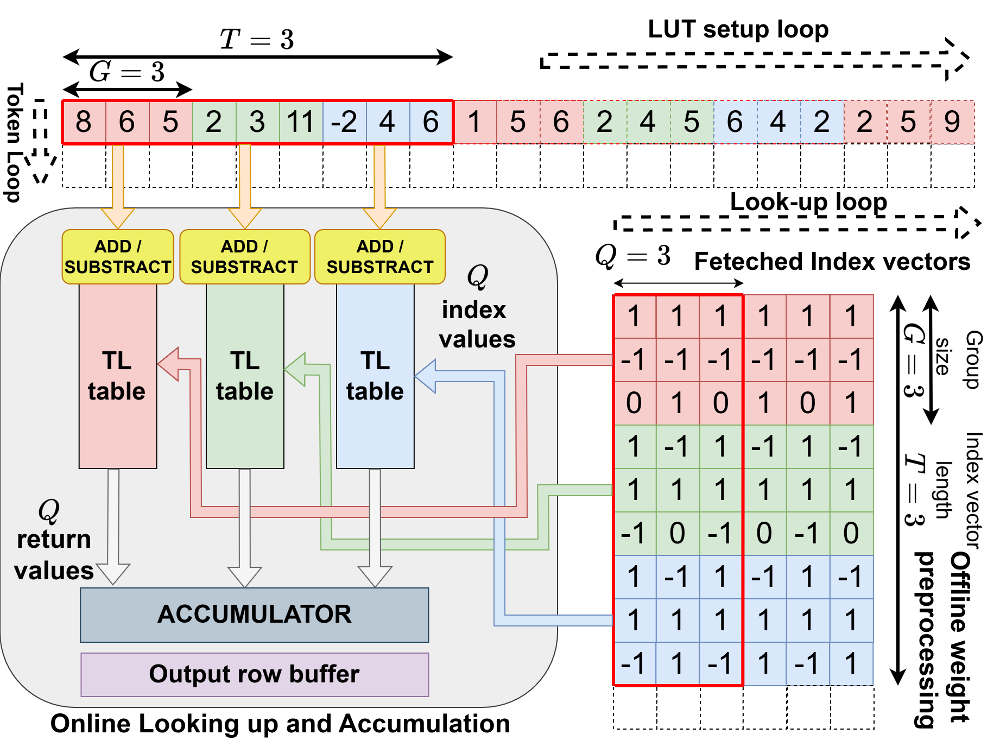 LUT setup loop
T = 3
G = 3
Token Loop
8 6 5 2 3 11 -2 4 6 1 5 6 2 4 5 6 4 2 2 5 9
Look-up loop
Q = 3
Feteched Index vectors
ADD /
SUBSTRACT
ADD /
SUBSTRACT
ADD /
SUBSTRACT
Q
index
values
TL
table
TL
table
TL
table
Q
return
values
ACCUMULATOR
Output row buffer
Online Looking up and Accumulation
1 1 1 1 1 1
-1 -1 -1 -1 -1 -1
0 1 0 1 0 1
1 -1 1 -1 1 -1
1 1 1 1 1 1
-1 0 -1 0 -1 0
1 -1 1 -1 1 -1
1 1 1 1 1 1
-1 1 -1 1 -1 1
Group
size
G = 3
Index vector
length
T = 3
Offline weight
preprocessing